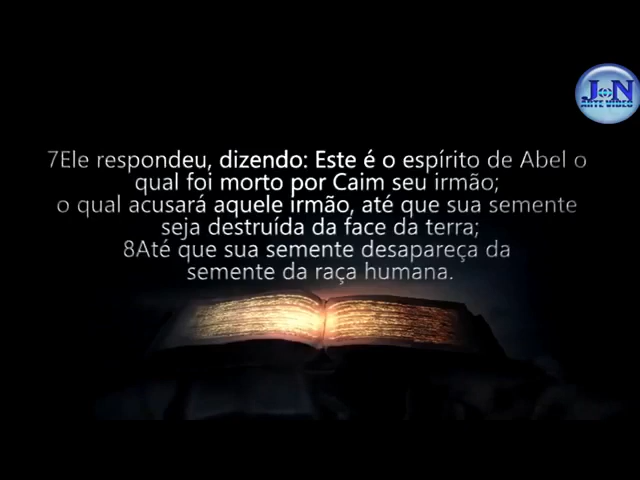 J N
ARTE VIDEO
7Ele respondeu, dizendo: Este é o espírito de Abel o
qual foi morto por Caim seu irmão;
o qual acusará aquele irmão, até que sua semente
seja destruída da face da terra;
8Até que sua semente desapareça da
semente da raça humana.